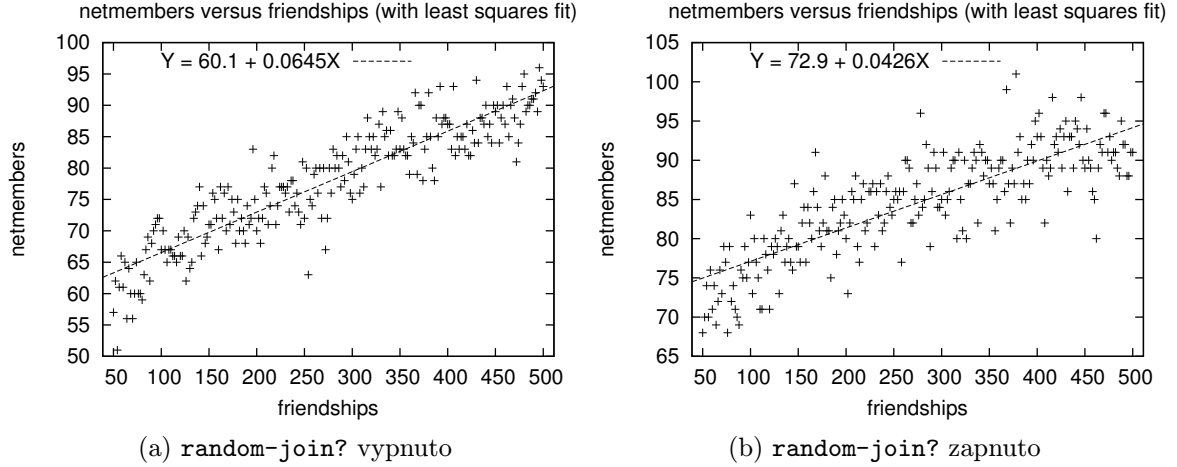 netmembers versus friendships (with least squares fit)
Y = 60.1 + 0.0645X
netmembers
100
95
90
85
80
75
70
65
60
55
50
50 100 150 200 250 300 350 400 450 500
friendships
(a) random-join? vypnuto
netmembers versus friendships (with least squares fit)
Y = 72.9 + 0.0426X
netmembers
105
100
95
90
85
80
75
70
65
50 100 150 200 250 300 350 400 450 500
friendships
(b) random-join? zapnuto